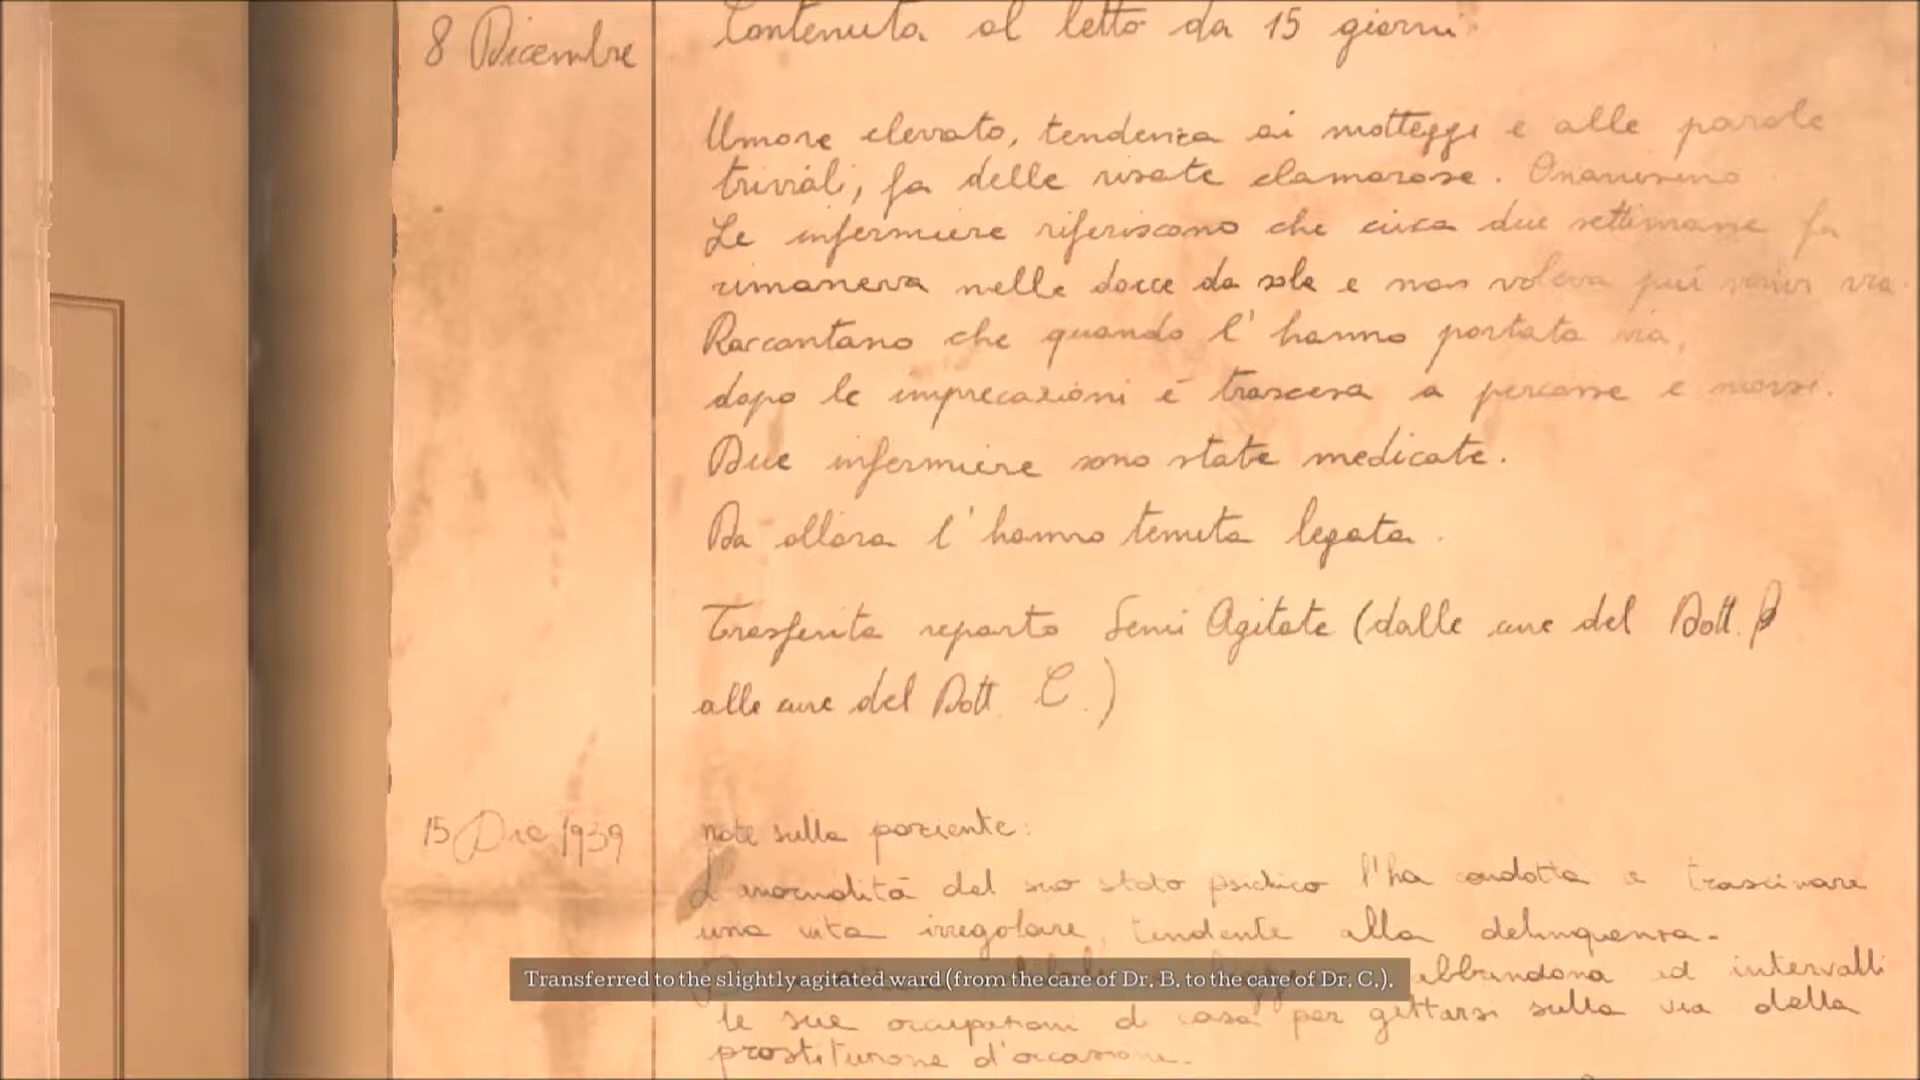 8 Dicembre
Contenuta al letto da 15 giorni
Umore elevato, tendenza ai motteggi e alle parole
triviali, fa delle risate clamorose. Onanismo
Le infermiere riferiscono che circa due settimane fa
rimaneva nelle docce da sola e non voleva più venir via.
Raccontano che quando l'hanno portata via,
dopo le imprecazioni è trascesa a percosse e morsi.
Due infermiere sono state medicate.
Da allora l'hanno tenuta legata.
Trasferita reparto Semi Agitate (dalle cure del Dott. B
alle cure del Dott. C.)
15 Dic 1939
note sulla paziente:
L'anormalità del suo stato psichico l'ha condotta a trascinare
una vita irregolare, tendente alla delinquenza.
abbandona ad intervalli
Transferred to the slightly agitated ward (from the care of Dr. B. to the care of Dr. C.).
le sue occupazioni di casa per gettarsi sulla via della
prostituzione d'occasione.